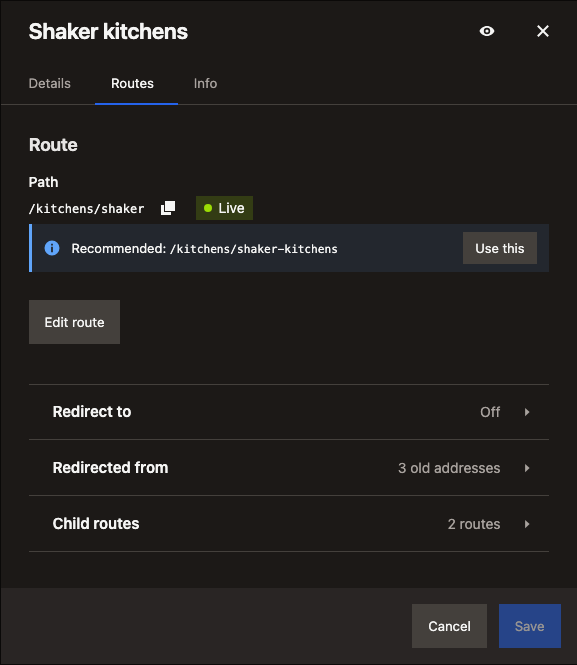 Shaker kitchens
Details Routes Info
Route
Path
/kitchens/shaker Live
Recommended: /kitchens/shaker-kitchens Use this
Edit route
Redirect to Off
Redirected from 3 old addresses
Child routes 2 routes
Cancel Save